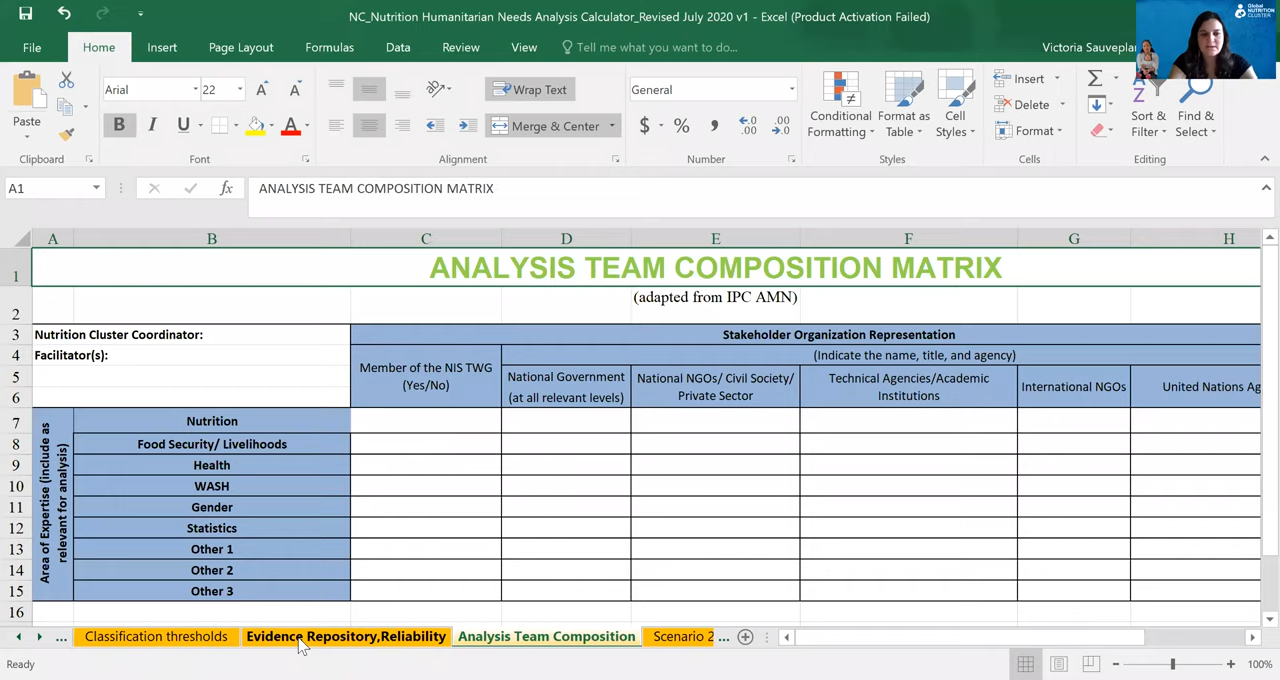 NC_Nutrition Humanitarian Needs Analysis Calculator_Revised July 2020 v1 - Excel (Product Activation Failed)
Global
NUTRITION
CLUSTER
File Home Insert Page Layout Formulas Data Review View Tell me what you want to do...
Paste
Clipboard
Arial 22
B I U
Font
Wrap Text
Merge & Center
Alignment
General
$ % ,
Number
Conditional Formatting
Format as Table
Cell Styles
Styles
Insert
Delete
Format
Cells
Sort & Filter
Find & Select
Editing
A1 fx ANALYSIS TEAM COMPOSITION MATRIX
A B C D E F G H
1 ANALYSIS TEAM COMPOSITION MATRIX
2 (adapted from IPC AMN)
3 Nutrition Cluster Coordinator: Stakeholder Organization Representation
4 Facilitator(s): (Indicate the name, title, and agency)
5
6
Member of the NIS TWG
(Yes/No)
National Government
(at all relevant levels)
National NGOs/ Civil Society/
Private Sector
Technical Agencies/Academic
Institutions
International NGOs
United Nations Ag
Area of Expertise (include as
relevant for analysis)
7 Nutrition
8 Food Security/ Livelihoods
9 Health
10 WASH
11 Gender
12 Statistics
13 Other 1
14 Other 2
15 Other 3
16
... Classification thresholds Evidence Repository,Reliability Analysis Team Composition Scenario 2 ...
Ready 100%